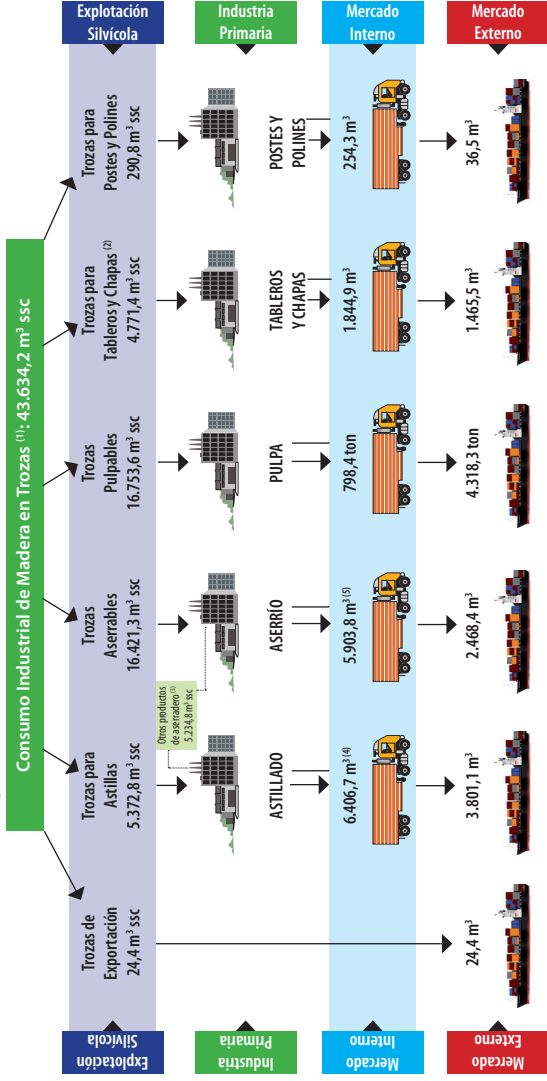 Consumo Industrial de Madera en Trozas (1): 43.634,2 m³ ssc
Explotación
Silvícola
Trozas de
Exportación
24,4 m³ ssc
Trozas para
Astillas
5.372,8 m³ ssc
Trozas
Aserrables
16.421,3 m³ ssc
Trozas
Pulpables
16.753,6 m³ ssc
Trozas para
Tableros y Chapas (2)
4.771,4 m³ ssc
Trozas para
Postes y Polines
290,8 m³ ssc
Explotación
Silvícola
Otros productos
de aserradero (3)
5.234,8 m³ ssc
Industria
Primaria
ASTILLADO
ASERRÍO
PULPA
TABLEROS
Y CHAPAS
POSTES Y
POLINES
Industria
Primaria
Mercado
Interno
6.406,7 m³ (4)
5.903,8 m³ (5)
798,4 ton
1.844,9 m³
254,3 m³
Mercado
Interno
Mercado
Externo
24,4 m³
3.801,1 m³
2.468,4 m³
4.318,3 ton
1.465,5 m³
36,5 m³
Mercado
Externo